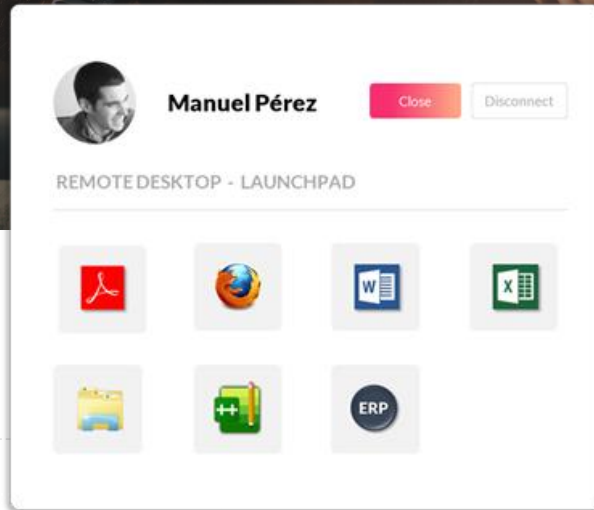 Manuel Pérez
Close
Disconnect
REMOTE DESKTOP - LAUNCHPAD
W
X
++
ERP